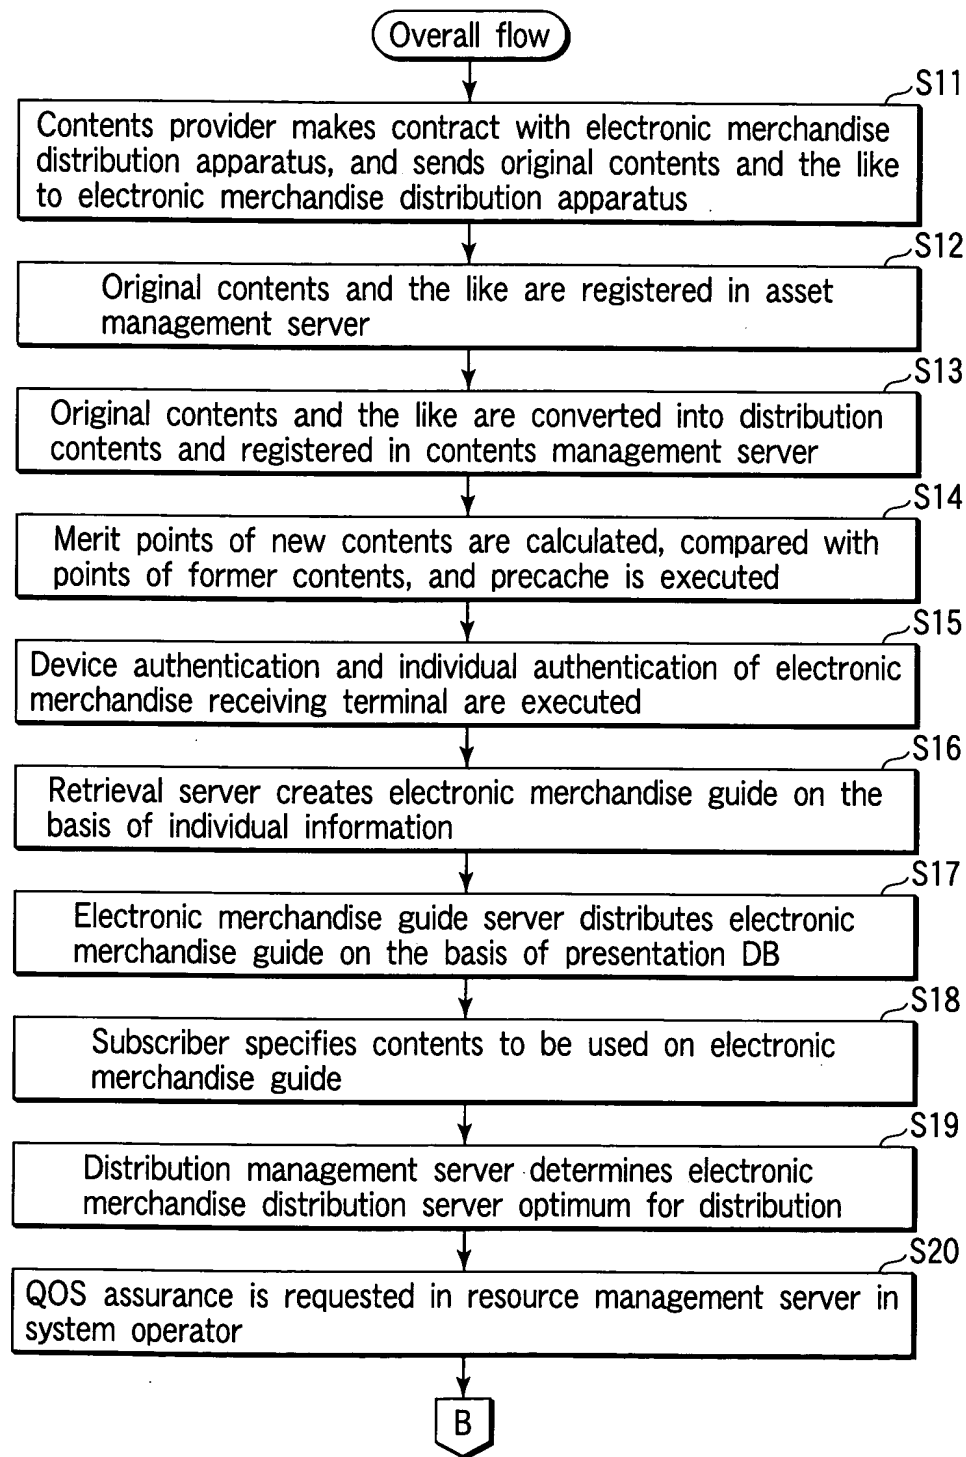 Overall flow
S11
Contents provider makes contract with electronic merchandise
distribution apparatus, and sends original contents and the like
to electronic merchandise distribution apparatus
S12
Original contents and the like are registered in asset
management server
S13
Original contents and the like are converted into distribution
contents and registered in contents management server
S14
Merit points of new contents are calculated, compared with
points of former contents, and precache is executed
S15
Device authentication and individual authentication of electronic
merchandise receiving terminal are executed
S16
Retrieval server creates electronic merchandise guide on the
basis of individual information
S17
Electronic merchandise guide server distributes electronic
merchandise guide on the basis of presentation DB
S18
Subscriber specifies contents to be used on electronic
merchandise guide
S19
Distribution management server determines electronic
merchandise distribution server optimum for distribution
S20
QOS assurance is requested in resource management server in
system operator
B